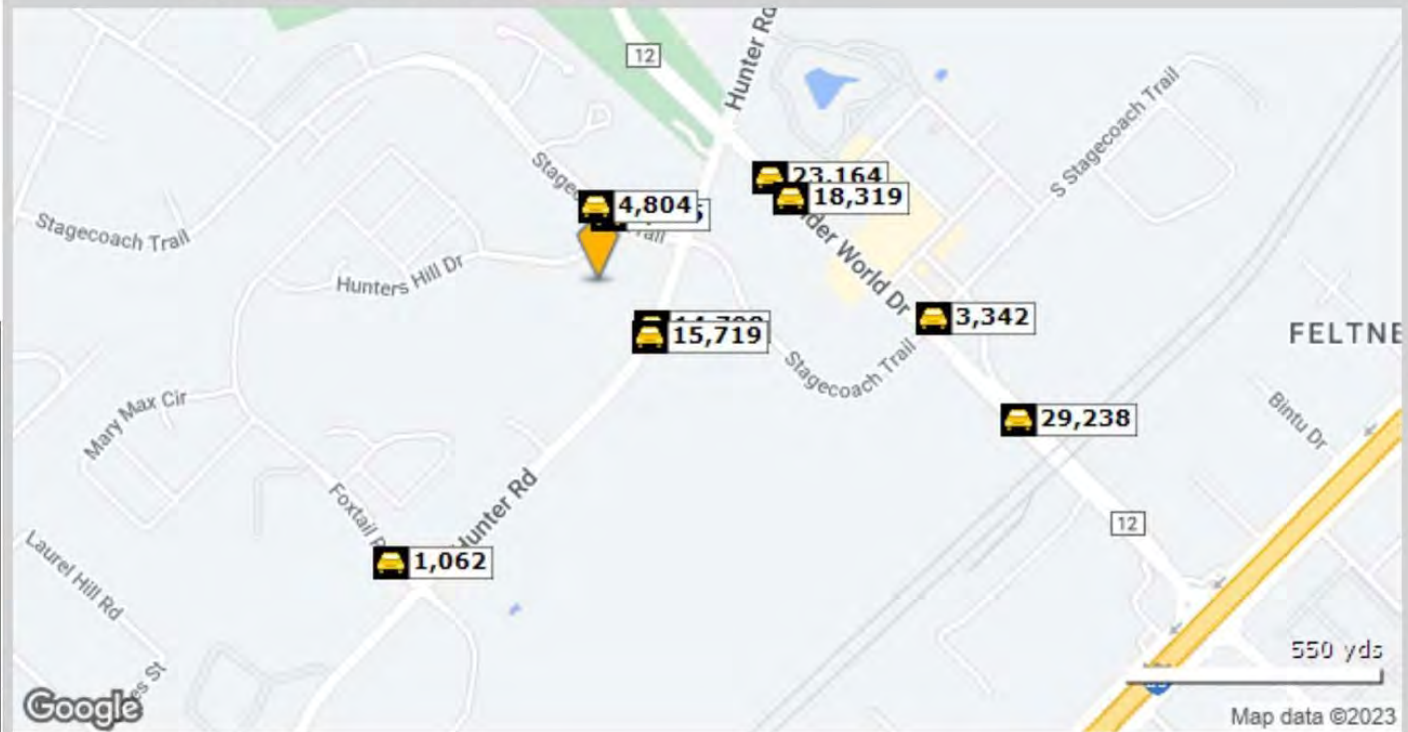 12
Hunter Rd
S Stagecoach Trail
23,164
18,319
4,804
Stagecoach Trail
Hunters Hill Dr
15,719
3,342
FELTNE
Stagecoach Trail
Mary Max Cir
29,238
Bintu Dr
Foxtail
Hunter Rd
12
Laurel Hill Rd
1,062
St
550 yds
Google
Map data ©2023